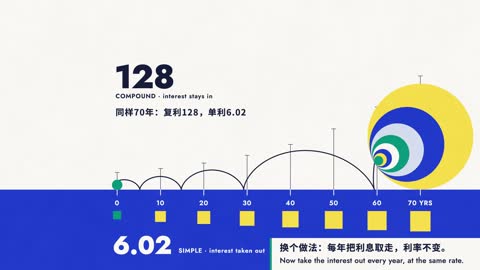 128
COMPOUND · interest stays in
同样70年：复利128，单利6.02
0 10 20 30 40 50 60 70 YRS
6.02 SIMPLE · interest taken out
换个做法：每年把利息取走，利率不变。
Now take the interest out every year, at the same rate.